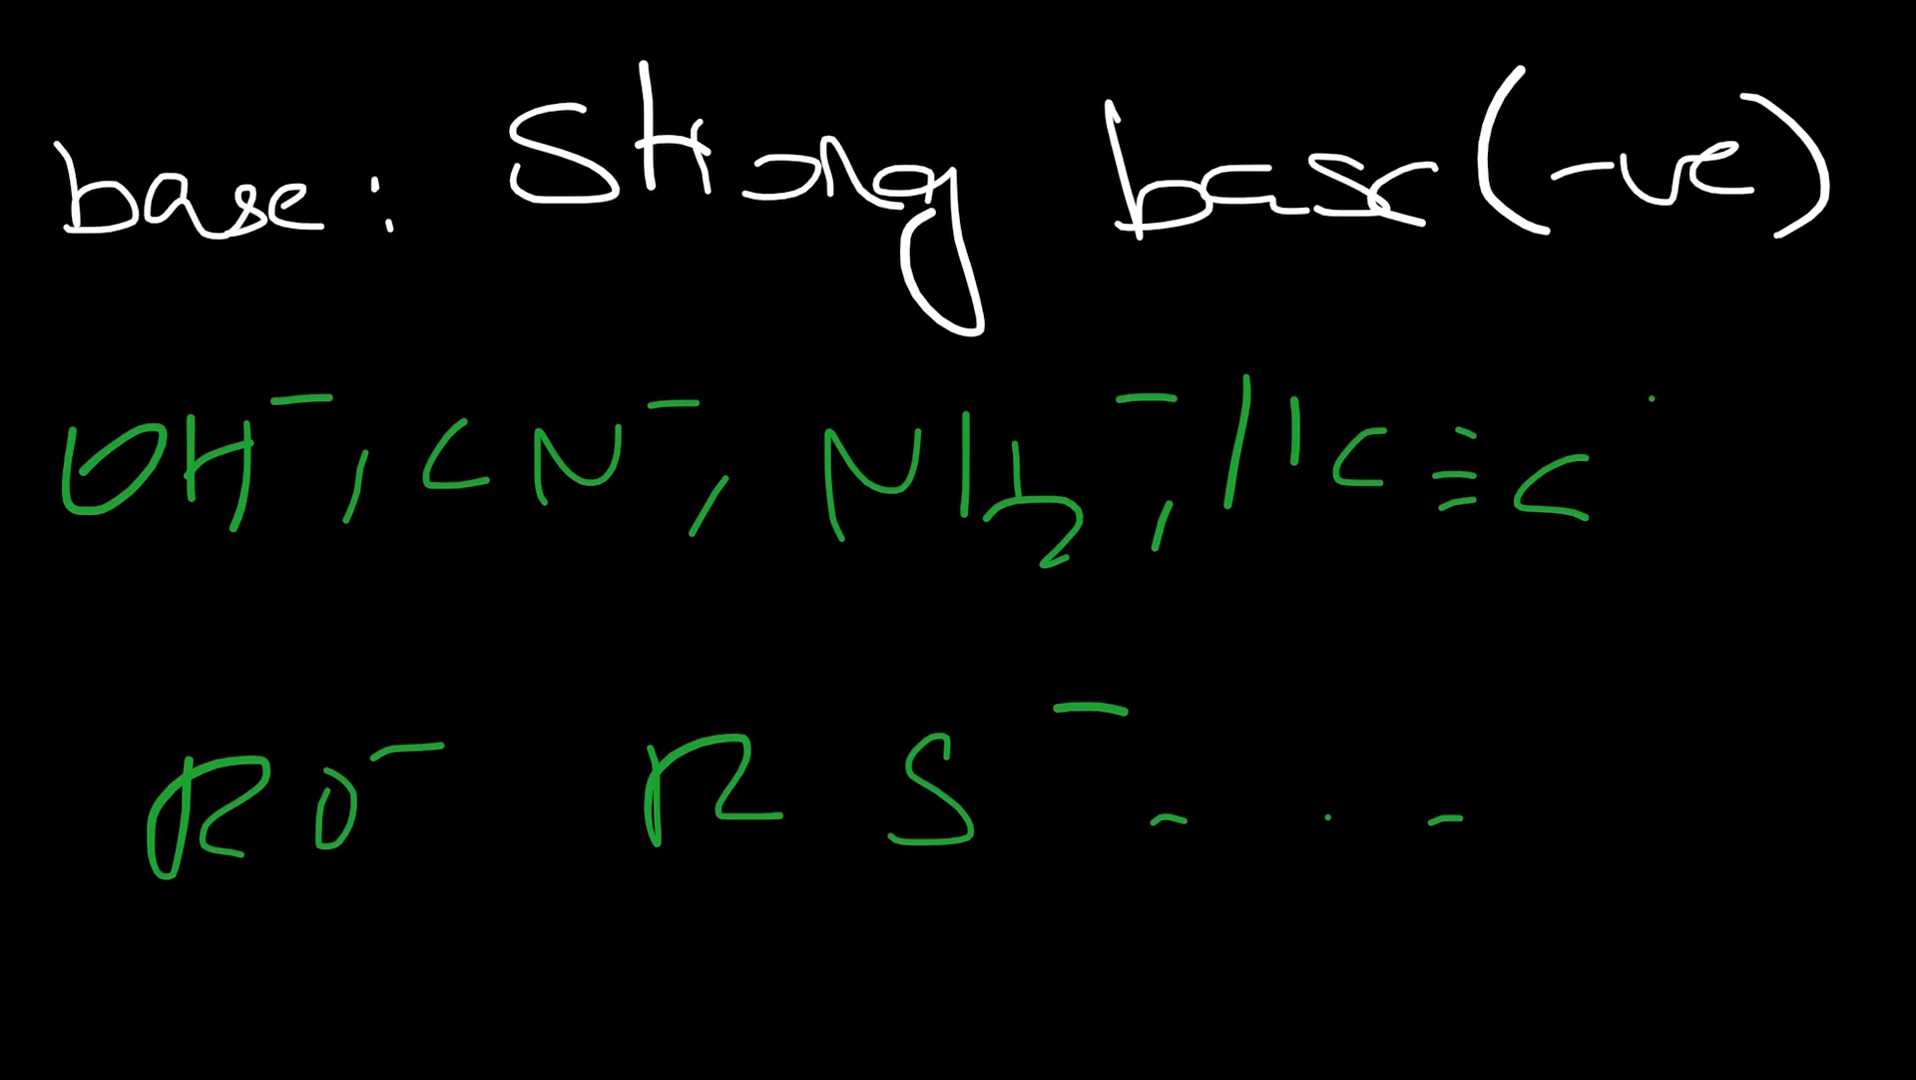 base: Strong base (-ve)
OH⁻, CN⁻, NH₂⁻, HC≡C
RO⁻ RS⁻ - . -